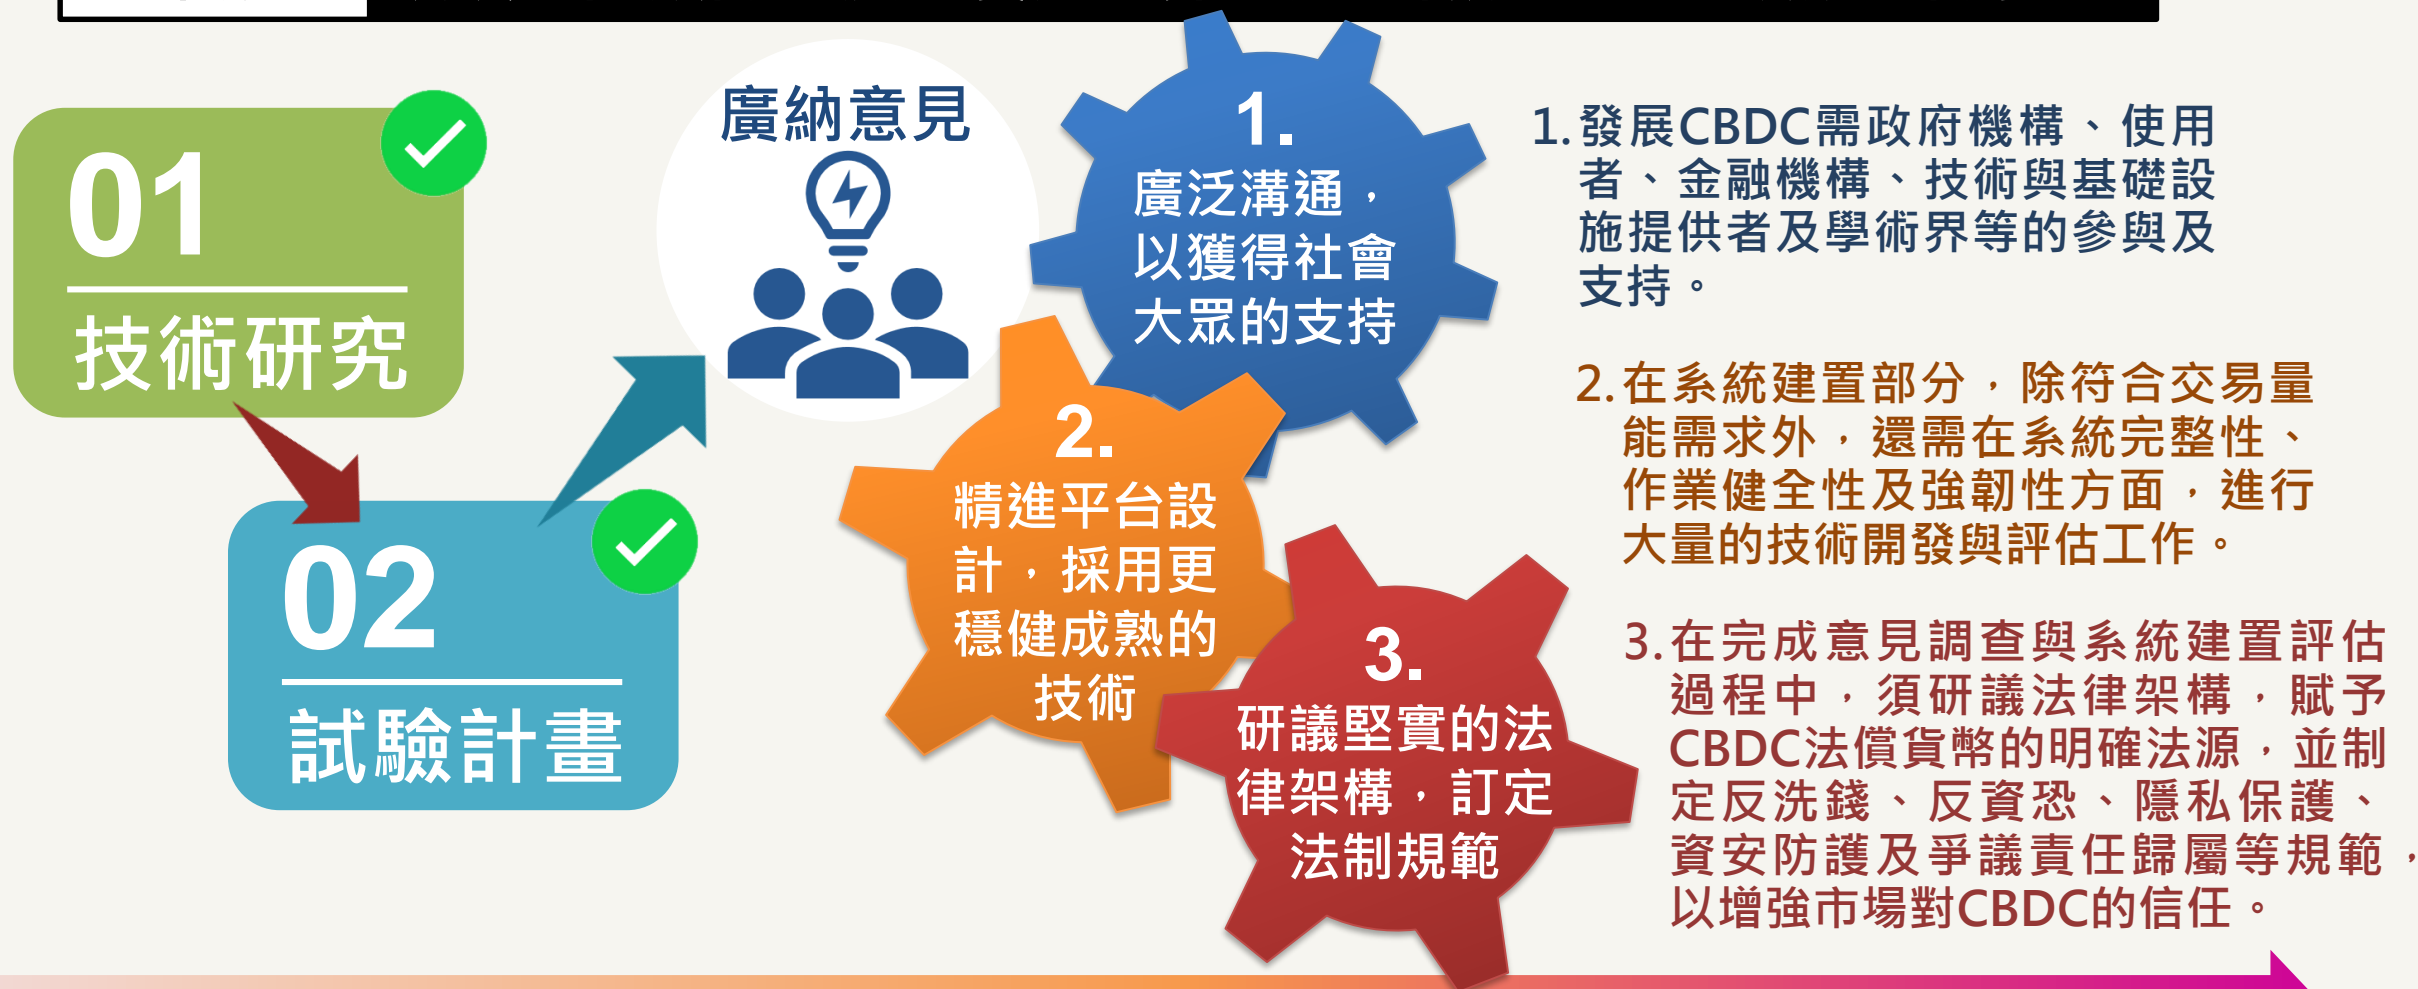 01
技術研究
02
試驗計畫
廣納意見
1.
廣泛溝通，
以獲得社會
大眾的支持
2.
精進平台設
計，採用更
穩健成熟的
技術
3.
研議堅實的法
律架構，訂定
法制規範
1.發展CBDC需政府機構、使用
者、金融機構、技術與基礎設
施提供者及學術界等的參與及
支持。
2.在系統建置部分，除符合交易量
能需求外，還需在系統完整性、
作業健全性及強韌性方面，進行
大量的技術開發與評估工作。
3.在完成意見調查與系統建置評估
過程中，須研議法律架構，賦予
CBDC法償貨幣的明確法源，並制
定反洗錢、反資恐、隱私保護、
資安防護及爭議責任歸屬等規範，
以增強市場對CBDC的信任。